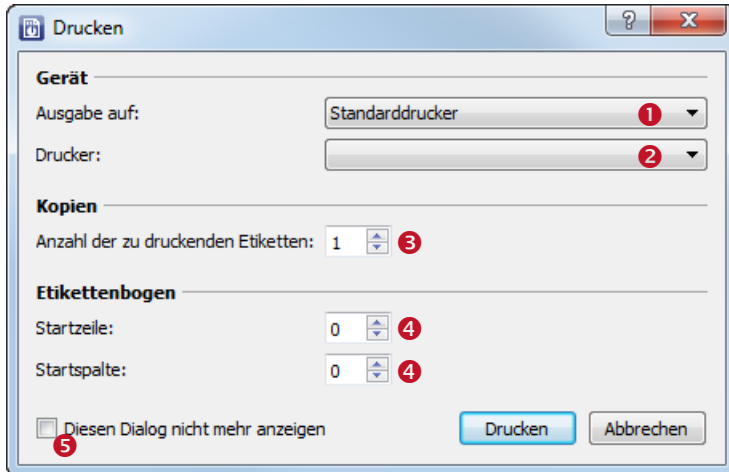 Drucken
?
Gerät
Ausgabe auf: Standarddrucker 1
Drucker: 2
Kopien
Anzahl der zu druckenden Etiketten: 1 3
Etikettenbogen
Startzeile: 0 4
Startspalte: 0 4
Diesen Dialog nicht mehr anzeigen Drucken Abbrechen
5